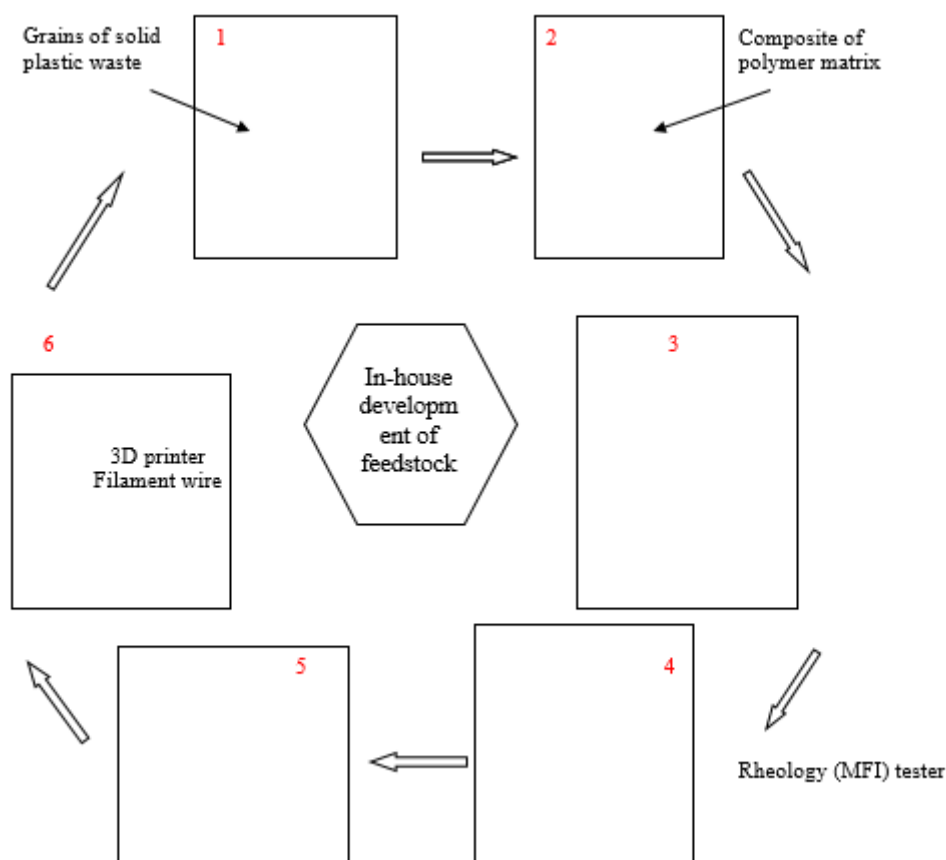 Grains of solid
plastic waste
1
2
Composite of
polymer matrix
6
3
In-house
developm
ent of
feedstock
3D printer
Filament wire
5
4
Rheology (MFI) tester